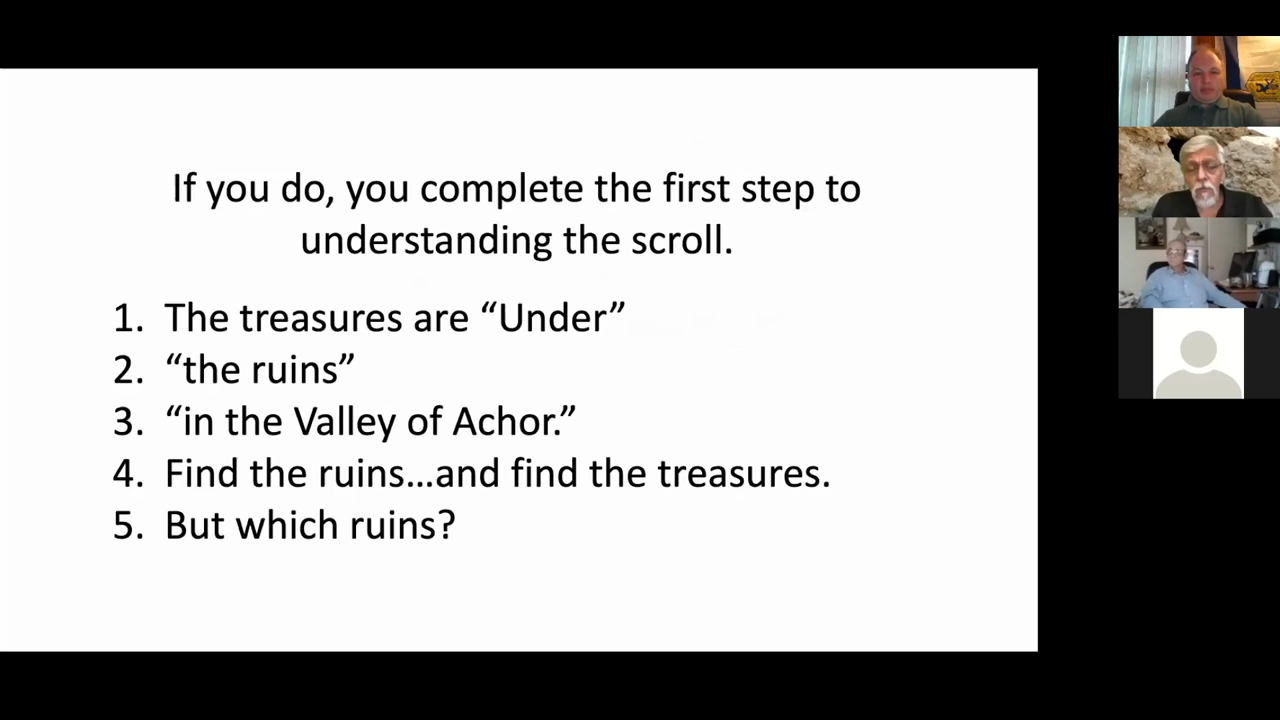 If you do, you complete the first step to
understanding the scroll.
1. The treasures are “Under”
2. “the ruins”
3. “in the Valley of Achor.”
4. Find the ruins…and find the treasures.
5. But which ruins?